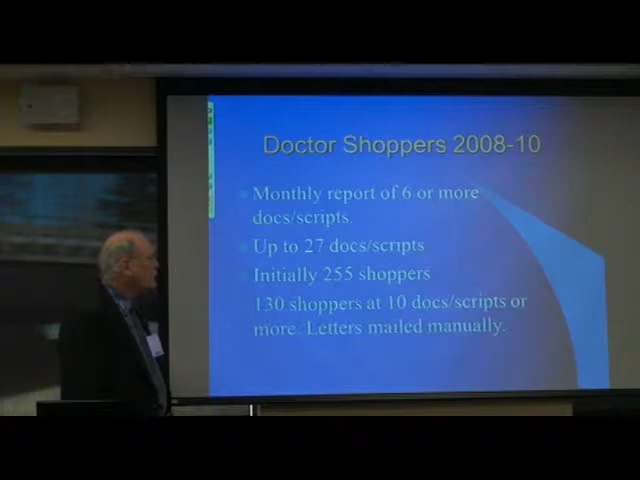 Doctor Shoppers 2008-10
Monthly report of 6 or more
docs/scripts.
Up to 27 docs/scripts
Initially 255 shoppers
130 shoppers at 10 docs/scripts or
more. Letters mailed manually.